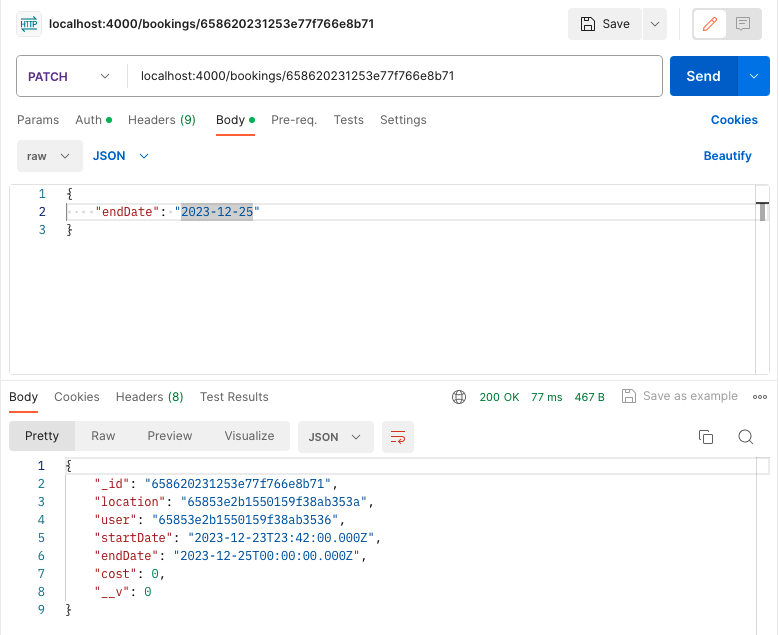 HTTP localhost:4000/bookings/658620231253e77f766e8b71 Save
PATCH localhost:4000/bookings/658620231253e77f766e8b71 Send
Params Auth Headers (9) Body Pre-req. Tests Settings Cookies
raw JSON Beautify
1 {
2 ····"endDate":·"2023-12-25"
3 }
Body Cookies Headers (8) Test Results 200 OK 77 ms 467 B Save as example
Pretty Raw Preview Visualize JSON
1 {
2 "_id": "658620231253e77f766e8b71",
3 "location": "65853e2b1550159f38ab353a",
4 "user": "65853e2b1550159f38ab3536",
5 "startDate": "2023-12-23T23:42:00.000Z",
6 "endDate": "2023-12-25T00:00:00.000Z",
7 "cost": 0,
8 "__v": 0
9 }